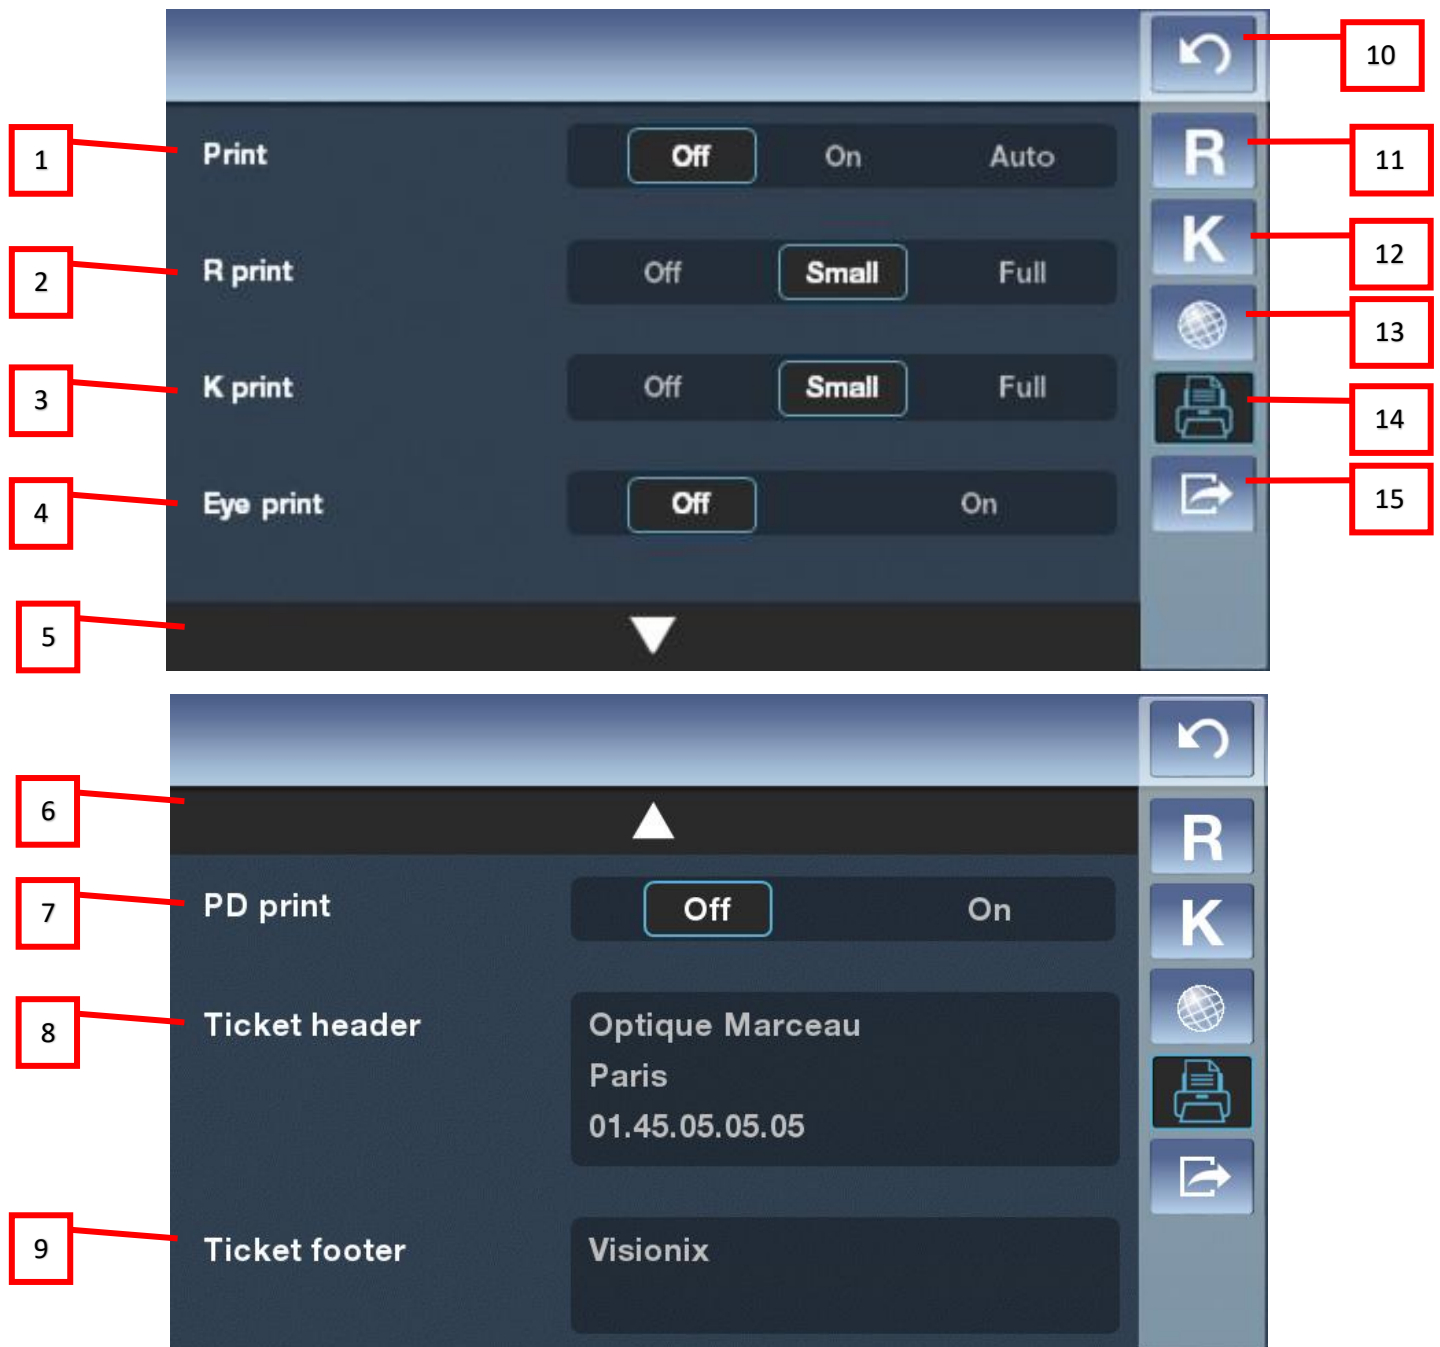 1
Print
Off On Auto
10
R
11
2
R print
Off Small Full
K
12
13
3
K print
Off Small Full
14
4
Eye print
Off On
15
5
6
R
7
PD print
Off On
K
8
Ticket header
Optique Marceau
Paris
01.45.05.05.05
9
Ticket footer
Visionix